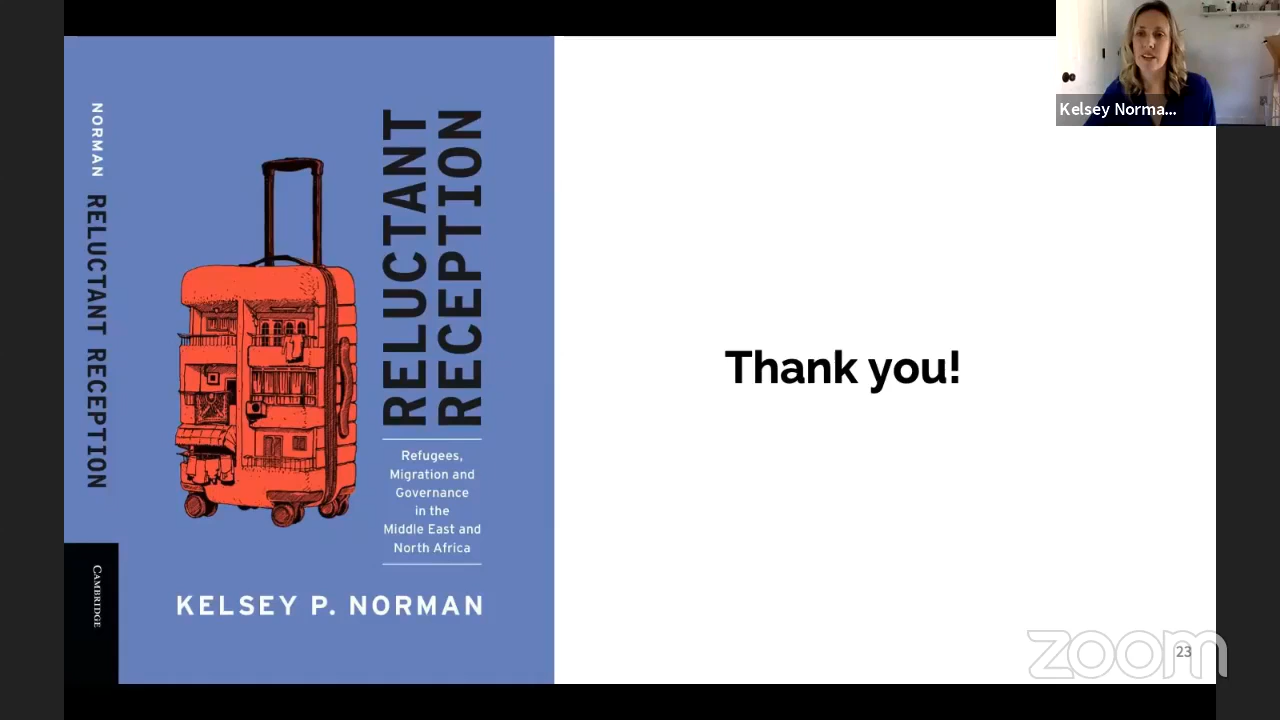 NORMAN
RELUCTANT RECEPTION
CAMBRIDGE
RELUCTANT
RECEPTION
Refugees,
Migration and
Governance
in the
Middle East and
North Africa
KELSEY P. NORMAN
Thank you!
Kelsey Norma...
23
zoom